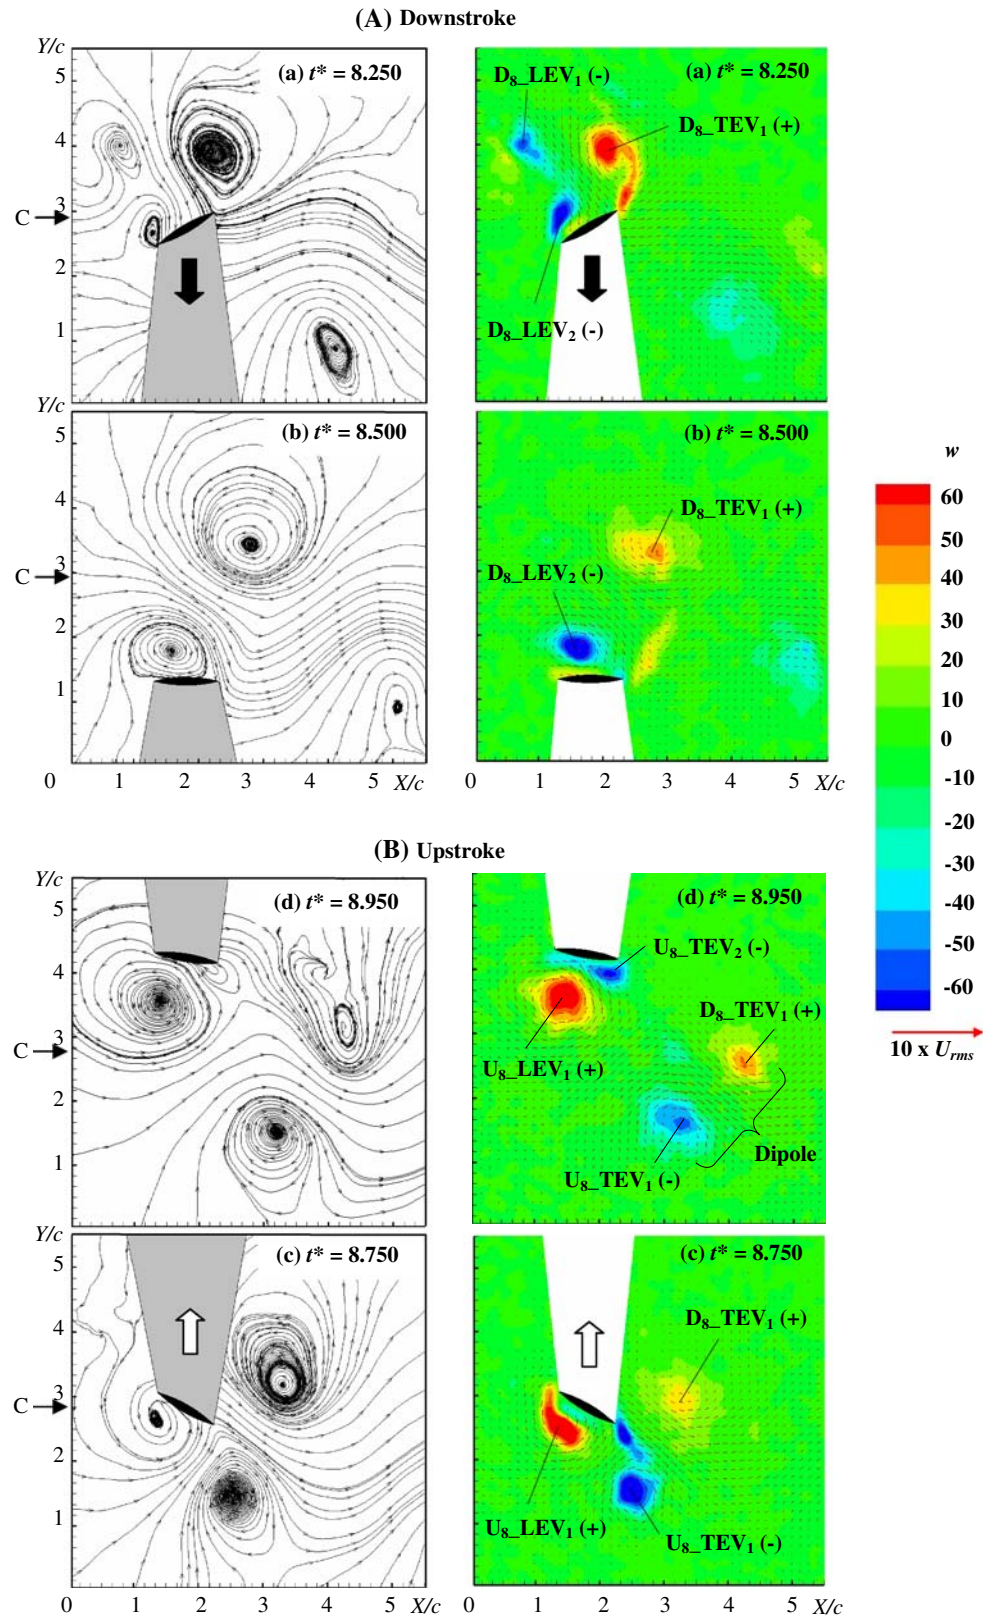 (A) Downstroke
Y/c
5
4
3
2
1
C
(a) t* = 8.250
(a) t* = 8.250
D8_LEV1 (-)
D8_TEV1 (+)
D8_LEV2 (-)
Y/c
5
4
3
2
1
C
(b) t* = 8.500
0 1 2 3 4 X/c 5
(b) t* = 8.500
D8_TEV1 (+)
D8_LEV2 (-)
0 1 2 3 4 5 X/c
w
60
50
40
30
20
10
0
-10
-20
-30
-40
-50
-60
10 x Urms
(B) Upstroke
Y/c
5
4
3
2
1
C
(d) t* = 8.950
(d) t* = 8.950
U8_TEV2 (-)
D8_TEV1 (+)
U8_LEV1 (+)
Dipole
U8_TEV1 (-)
Y/c
5
4
3
2
1
C
(c) t* = 8.750
0 1 2 3 4 5 X/c
(c) t* = 8.750
D8_TEV1 (+)
U8_LEV1 (+)
U8_TEV1 (-)
0 1 2 3 4 5 X/c